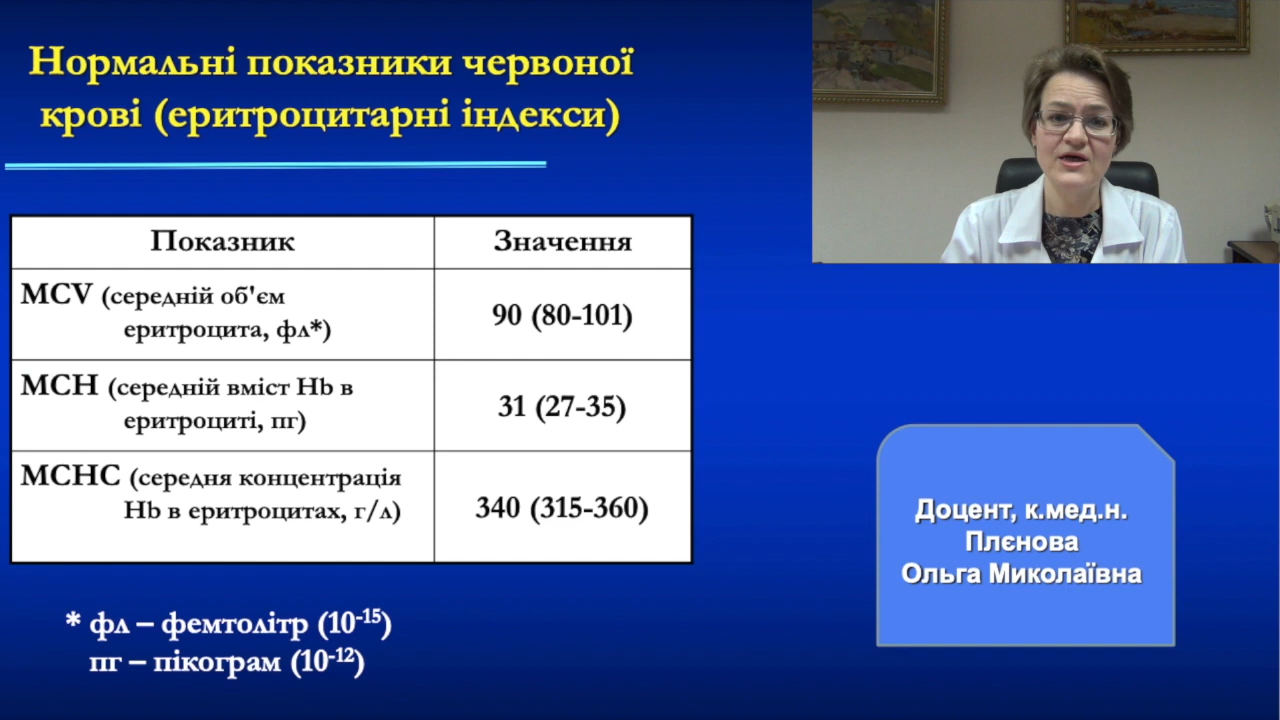 Нормальні показники червоної
крові (еритроцитарні індекси)
Показник
Значення
MCV (середній об'єм
еритроцита, фл*)
90 (80-101)
MCH (середній вміст Hb в
еритроциті, пг)
31 (27-35)
MCHC (середня концентрація
Hb в еритроцитах, г/л)
340 (315-360)
* фл – фемтолітр (10⁻¹⁵)
пг – пікограм (10⁻¹²)
Доцент, к.мед.н.
Плєнова
Ольга Миколаївна